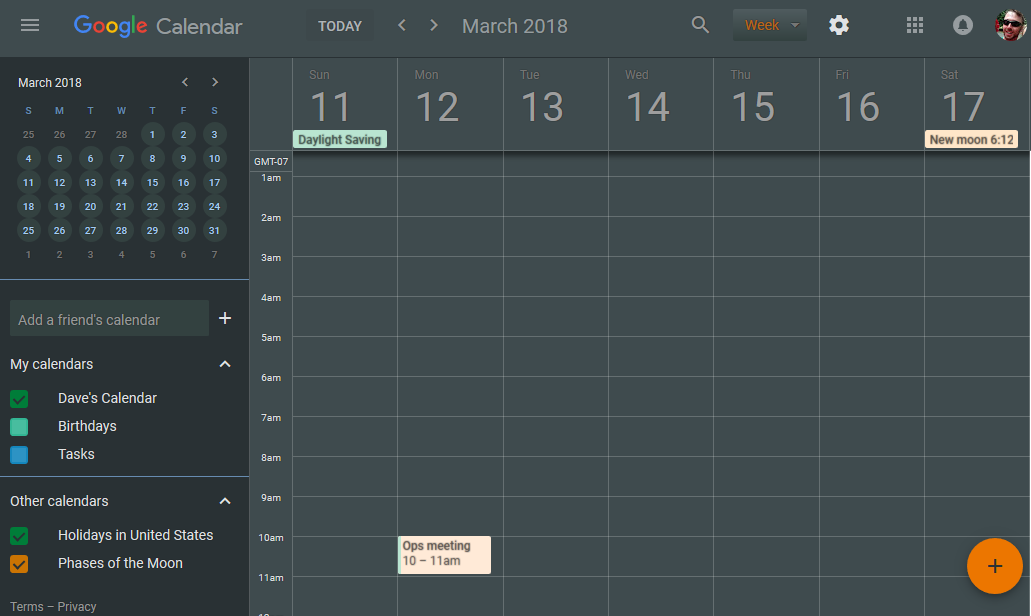 Google Calendar
TODAY
March 2018
Week
March 2018
S M T W T F S
25 26 27 28 1 2 3
4 5 6 7 8 9 10
11 12 13 14 15 16 17
18 19 20 21 22 23 24
25 26 27 28 29 30 31
1 2 3 4 5 6 7
Add a friend's calendar
My calendars
Dave's Calendar
Birthdays
Tasks
Other calendars
Holidays in United States
Phases of the Moon
Terms – Privacy
Sun Mon Tue Wed Thu Fri Sat
11 12 13 14 15 16 17
Daylight Saving
New moon 6:12
GMT-07
1am
2am
3am
4am
5am
6am
7am
8am
9am
10am
Ops meeting
10 – 11am
11am